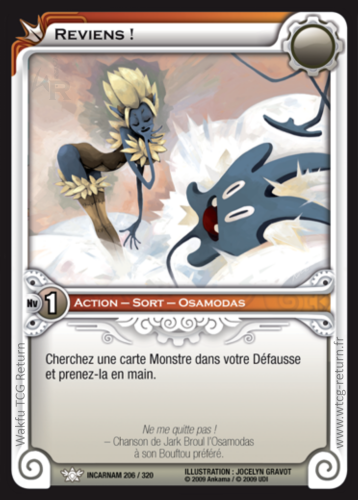 REVIENS !
Nv 1
ACTION – SORT – OSAMODAS
Cherchez une carte Monstre dans votre Défausse
et prenez-la en main.
Ne me quitte pas !
– Chanson de Jark Broul l'Osamodas
à son Bouftou préféré.
Wakfu TCG Return
www.wtcg-return.fr
INCARNAM 206 / 320
ILLUSTRATION : JOCELYN GRAVOT
© 2009 Ankama / © 2009 UDI